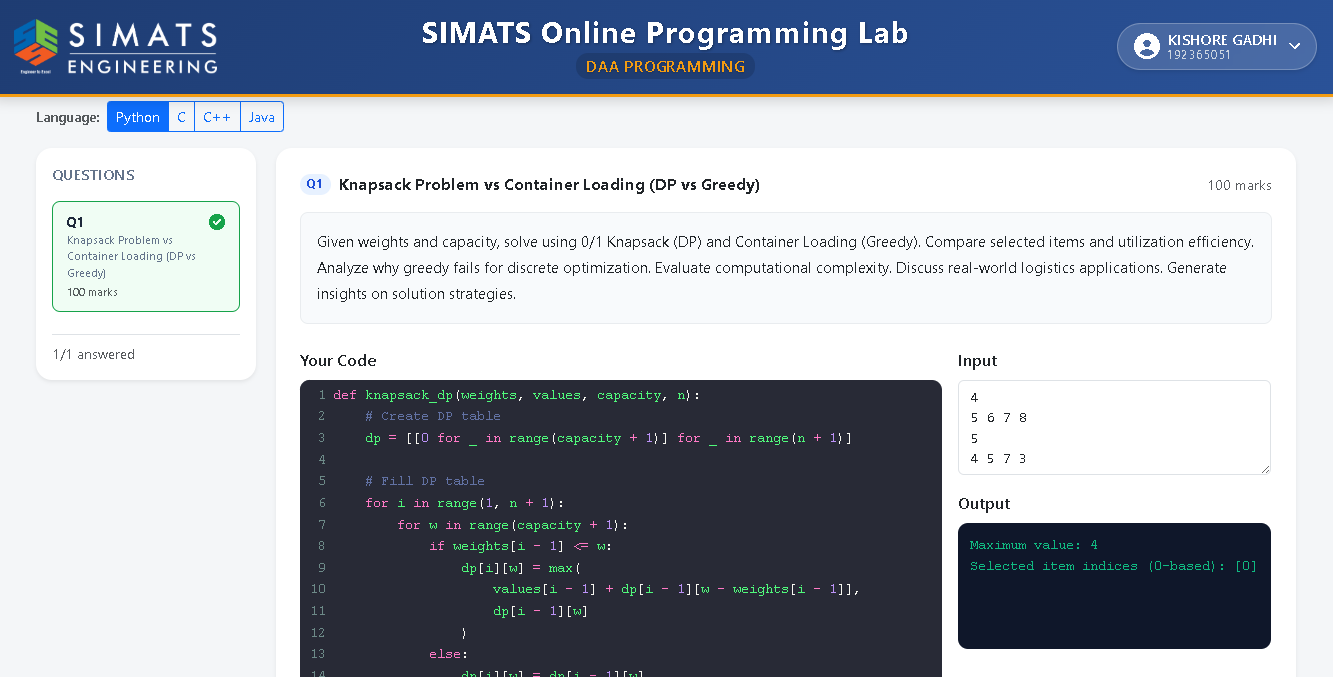 SIMATS
ENGINEERING
Engineer to Excel
SIMATS Online Programming Lab
DAA PROGRAMMING
KISHORE GADHI
192365051
Language: Python C C++ Java
QUESTIONS
Q1
Knapsack Problem vs
Container Loading (DP vs
Greedy)
100 marks
1/1 answered
Q1 Knapsack Problem vs Container Loading (DP vs Greedy) 100 marks
Given weights and capacity, solve using 0/1 Knapsack (DP) and Container Loading (Greedy). Compare selected items and utilization efficiency.
Analyze why greedy fails for discrete optimization. Evaluate computational complexity. Discuss real-world logistics applications. Generate
insights on solution strategies.
Your Code
1 def knapsack_dp(weights, values, capacity, n):
2     # Create DP table
3     dp = [[0 for _ in range(capacity + 1)] for _ in range(n + 1)]
4
5     # Fill DP table
6     for i in range(1, n + 1):
7         for w in range(capacity + 1):
8             if weights[i - 1] <= w:
9                 dp[i][w] = max(
10                     values[i - 1] + dp[i - 1][w - weights[i - 1]],
11                     dp[i - 1][w]
12                 )
13             else:
14                 dp[i][w] = dp[i - 1][w]
Input
4
5 6 7 8
5
4 5 7 3
Output
Maximum value: 4
Selected item indices (0-based): [0]